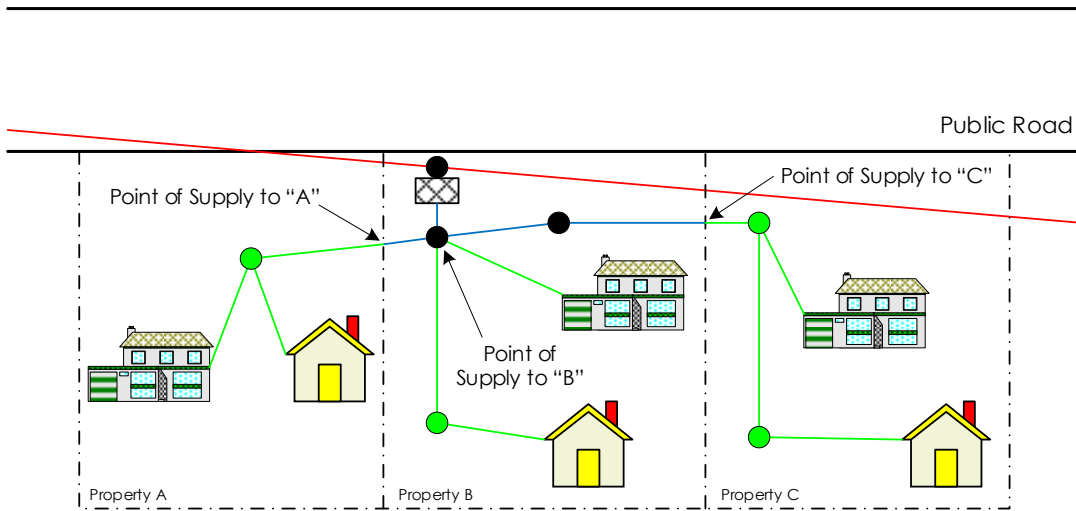 Public Road
Point of Supply to “A”
Point of Supply to “C”
Point of
Supply to “B”
Property A
Property B
Property C